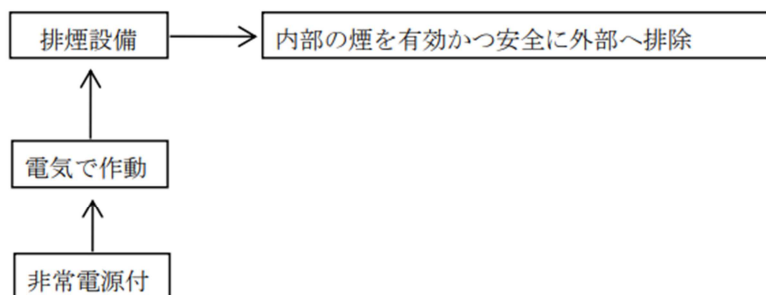 排煙設備
内部の煙を有効かつ安全に外部へ排除
電気で作動
非常電源付